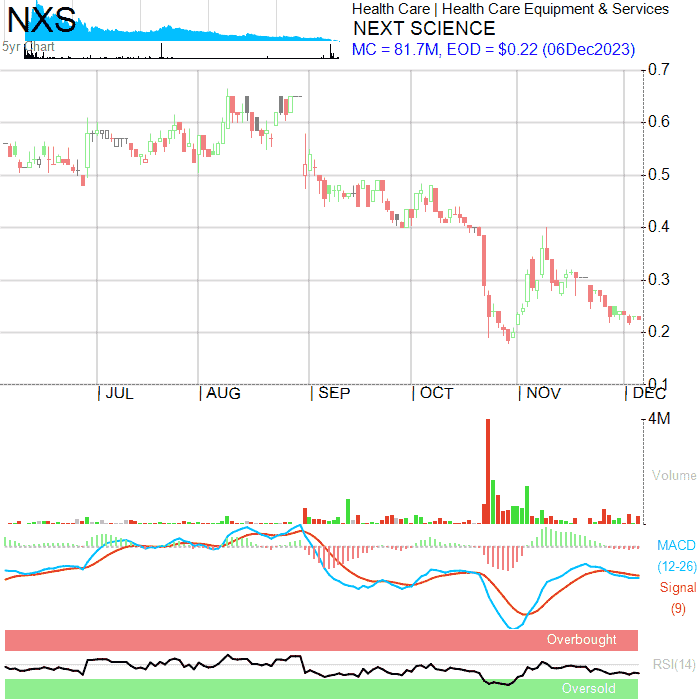 NXS
Health Care | Health Care Equipment & Services
NEXT SCIENCE
5yr Chart
MC = 81.7M, EOD = $0.22 (06Dec2023)
0.7
0.6
0.5
0.4
0.3
0.2
0.1
| JUL | AUG | SEP | OCT | NOV | DEC
4M
Volume
MACD
(12-26)
Signal
(9)
Overbought
RSI(14)
Oversold